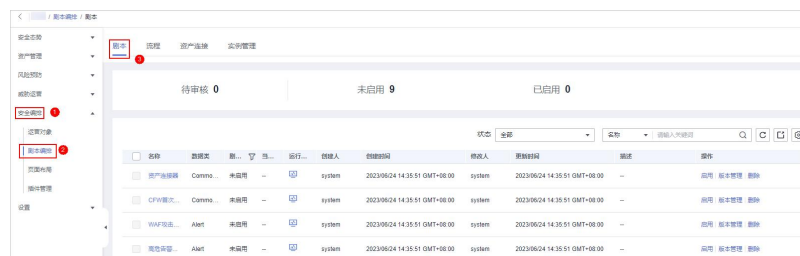 / 剧本编排 / 剧本
安全态势
资产管理
风险预防
威胁运营
安全编排 1
运营对象
剧本编排 2
页面布局
插件管理
设置
剧本 流程 资产连接 实例管理
3
待审核 0 未启用 9 已启用 0
状态 全部 名称 请输入关键词
名称 数据类 剧... 当... 运行... 创建人 创建时间 修改人 更新时间 描述 操作
资产连接器 Commo... 未启用 -- system 2023/06/24 14:35:51 GMT+08:00 system 2023/06/24 14:35:51 GMT+08:00 -- 启用 版本管理 删除
CFW首次... Commo... 未启用 -- system 2023/06/24 14:35:51 GMT+08:00 system 2023/06/24 14:35:51 GMT+08:00 -- 启用 版本管理 删除
WAF攻击... Alert 未启用 -- system 2023/06/24 14:35:51 GMT+08:00 system 2023/06/24 14:35:51 GMT+08:00 -- 启用 版本管理 删除
高危告警... Alert 未启用 -- system 2023/06/24 14:35:51 GMT+08:00 system 2023/06/24 14:35:51 GMT+08:00 -- 启用 版本管理 删除